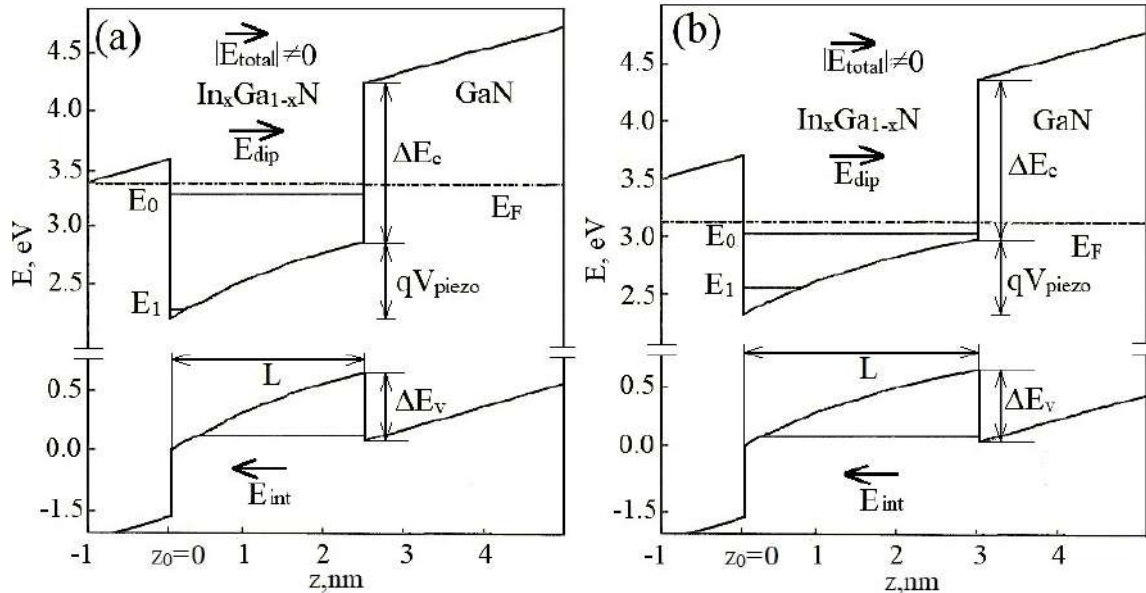 (a)
|E_total|≠0
In_xGa_1-xN
GaN
E_dip
ΔE_c
E_0
E_F
E_1
qV_piezo
L
ΔE_v
E_int
E, eV
4.5
4.0
3.5
3.0
2.5
0.5
0.0
-1.5
-1
z_0=0
1
2
3
4
z,nm
(b)
|E_total|≠0
In_xGa_1-xN
GaN
E_dip
ΔE_c
E_0
E_F
E_1
qV_piezo
L
ΔE_v
E_int
E, eV
4.5
4.0
3.5
3.0
2.5
0.5
0.0
-1.5
-1
z_0=0
1
2
3
4
z,nm